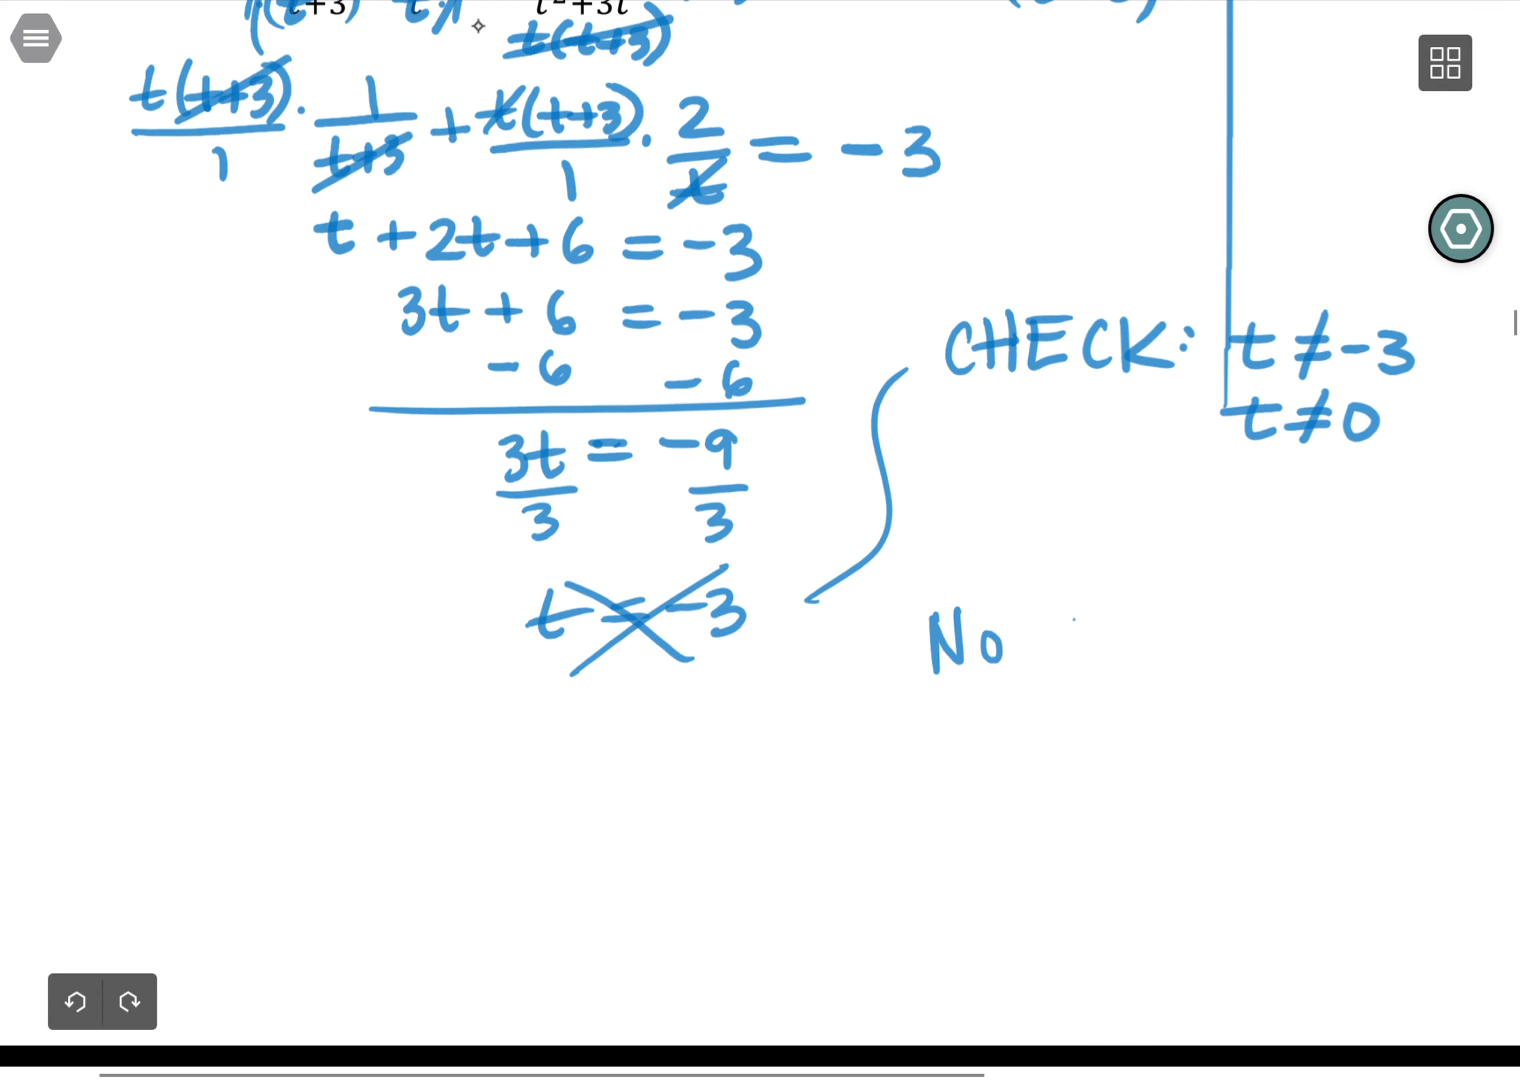 t(t+3)
t(t+3)/1 · 1/(t+3) + t(t+3)/1 · 2/t = -3
t + 2t + 6 = -3
3t + 6 = -3
- 6 - 6
3t/3 = -9/3
t = -3
CHECK: t ≠ -3
t ≠ 0
No